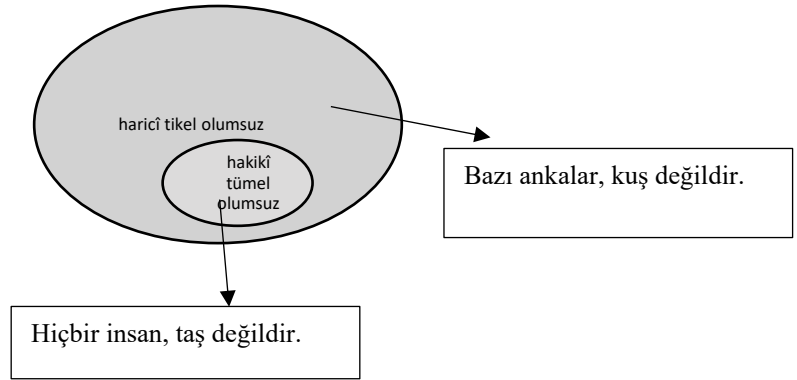 haricî tikel olumsuz
hakikî
tümel
olumsuz
Bazı ankalar, kuş değildir.
Hiçbir insan, taş değildir.